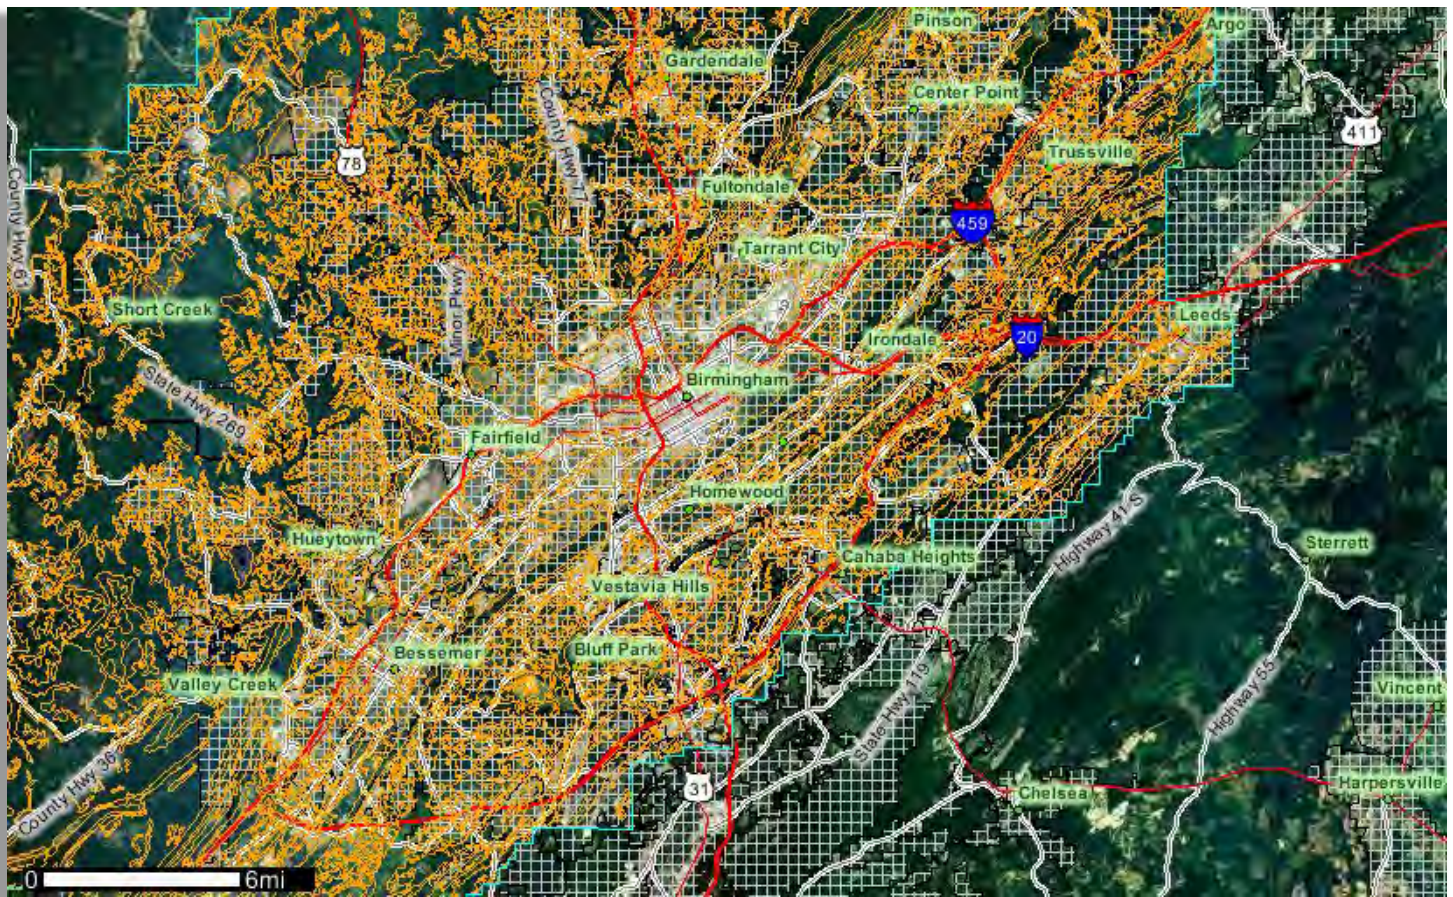 Pinson
Argo
Gardendale
County Hwy 77
Center Point
411
78
Trussville
County Hwy 61
Fultondale
459
Tarrant City
Short Creek
Minor Pkwy
Leeds
Irondale
20
Birmingham
State Hwy 269
Fairfield
Homewood
Highway 41 S
Hueytown
Cahaba Heights
Sterrett
Vestavia Hills
Bessemer
Bluff Park
Valley Creek
State Hwy 119
Highway 55
Vincent
County Hwy 36
31
Chelsea
Harpersville
0 6mi